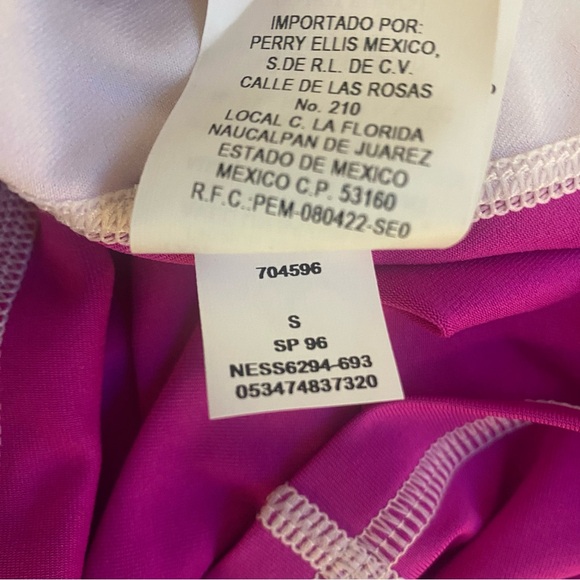 IMPORTADO POR:
PERRY ELLIS MEXICO,
S.DE R.L. DE C.V.
CALLE DE LAS ROSAS
No. 210
LOCAL C. LA FLORIDA
NAUCALPAN DE JUAREZ
ESTADO DE MEXICO
MEXICO C.P. 53160
R.F.C.:PEM-080422-SE0
704596
S
SP 96
NESS6294-693
053474837320